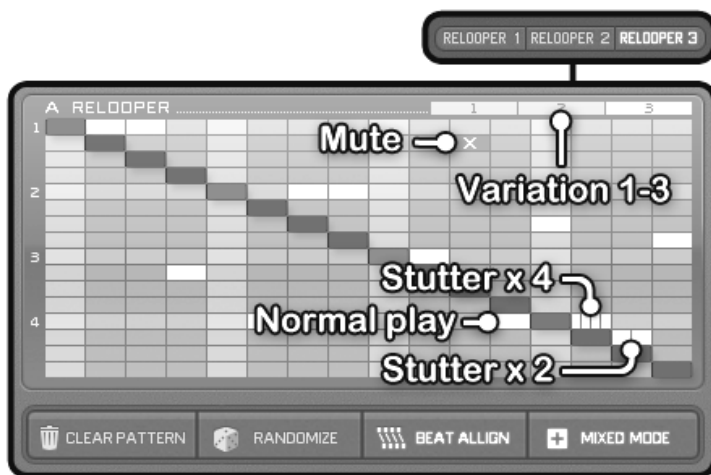 RELOOPER 1 RELOOPER 2 RELOOPER 3
A RELOOPER 1 2 3
1
Mute
Variation 1-3
2
3
Stutter x 4
Normal play
4
Stutter x 2
CLEAR PATTERN RANDOMIZE BEAT ALLIGN MIXED MODE